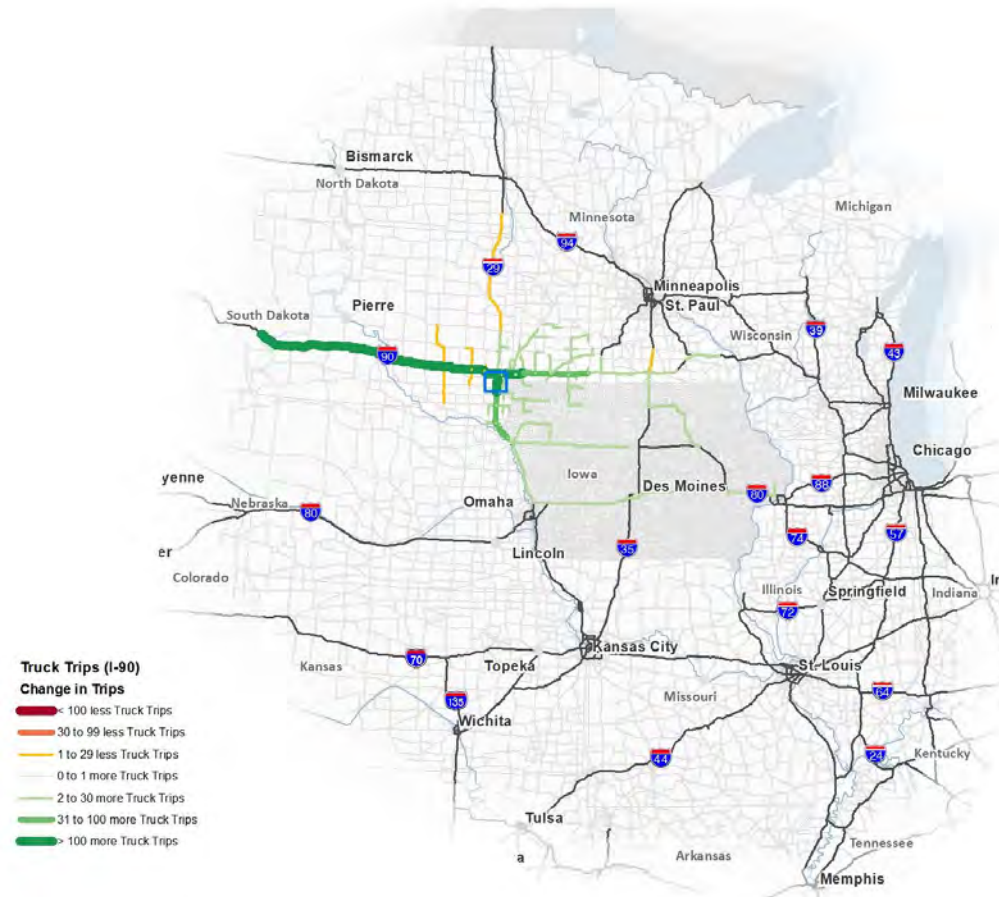 Bismarck
North Dakota
Minnesota
Michigan
94
29
Minneapolis
St. Paul
Pierre
South Dakota
Wisconsin
39
90
43
Milwaukee
Chicago
Iowa
Des Moines
88
80
yenne
Nebraska
80
Omaha
74
57
er
Lincoln
35
Colorado
Illinois
Springfield
Indiana
In
72
Kansas City
70
Kansas
Topeka
St. Louis
Missouri
64
135
Wichita
44
24
Kentucky
Tulsa
Tennessee
a
Arkansas
Memphis
Truck Trips (I-90)
Change in Trips
< 100 less Truck Trips
30 to 99 less Truck Trips
1 to 29 less Truck Trips
0 to 1 more Truck Trips
2 to 30 more Truck Trips
31 to 100 more Truck Trips
> 100 more Truck Trips